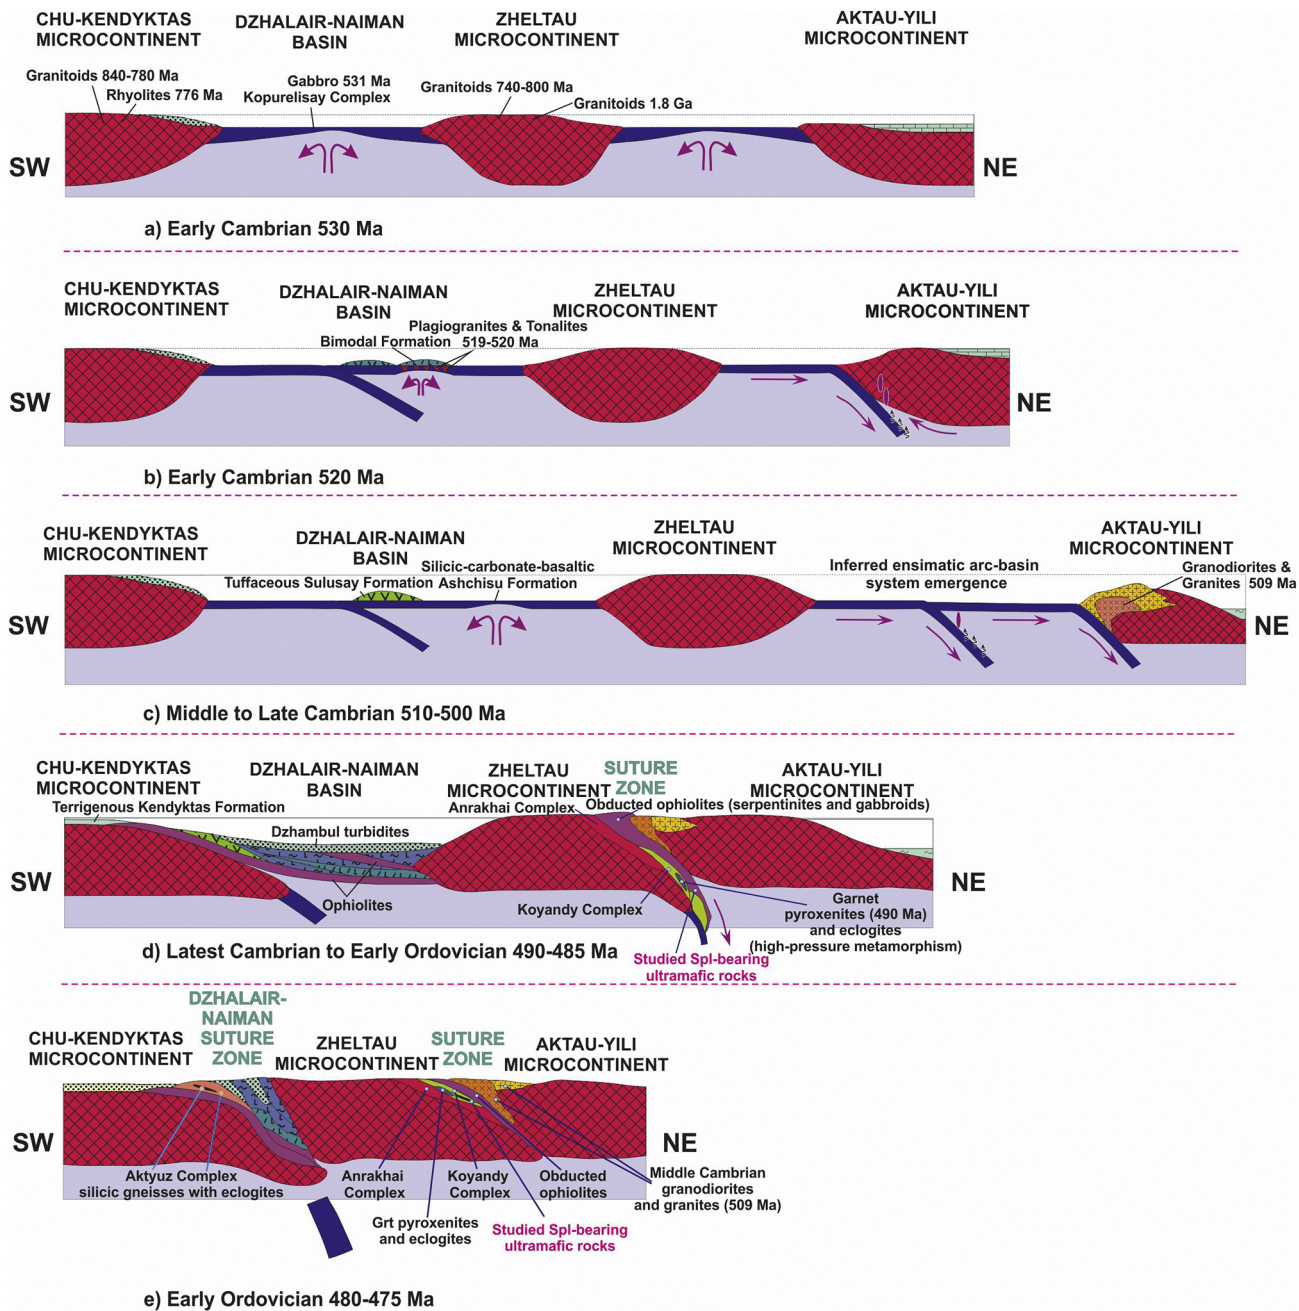 CHU-KENDYKTAS
MICROCONTINENT
DZHALAIR-NAIMAN
BASIN
ZHELTAU
MICROCONTINENT
AKTAU-YILI
MICROCONTINENT
Granitoids 840-780 Ma
Rhyolites 776 Ma
Gabbro 531 Ma
Kopurelisay Complex
Granitoids 740-800 Ma
Granitoids 1.8 Ga
SW
NE
a) Early Cambrian 530 Ma
CHU-KENDYKTAS
MICROCONTINENT
DZHALAIR-NAIMAN
BASIN
ZHELTAU
MICROCONTINENT
AKTAU-YILI
MICROCONTINENT
Plagiogranites & Tonalites
519-520 Ma
Bimodal Formation
SW
NE
b) Early Cambrian 520 Ma
CHU-KENDYKTAS
MICROCONTINENT
DZHALAIR-NAIMAN
BASIN
ZHELTAU
MICROCONTINENT
AKTAU-YILI
MICROCONTINENT
Tuffaceous Sulusay Formation
Silicic-carbonate-basaltic
Ashchisu Formation
Inferred ensimatic arc-basin
system emergence
Granodiorites &
Granites 509 Ma
SW
NE
c) Middle to Late Cambrian 510-500 Ma
CHU-KENDYKTAS
MICROCONTINENT
DZHALAIR-NAIMAN
BASIN
ZHELTAU
MICROCONTINENT
SUTURE
ZONE
AKTAU-YILI
MICROCONTINENT
Terrigenous Kendyktas Formation
Dzhambul turbidites
Anrakhai Complex
Obducted ophiolites (serpentinites and gabbroids)
SW
NE
Ophiolites
Koyandy Complex
Garnet
pyroxenites (490 Ma)
and eclogites
(high-pressure metamorphism)
Studied Spl-bearing
ultramafic rocks
d) Latest Cambrian to Early Ordovician 490-485 Ma
CHU-KENDYKTAS
MICROCONTINENT
DZHALAIR-
NAIMAN
SUTURE
ZONE
ZHELTAU
MICROCONTINENT
SUTURE
ZONE
AKTAU-YILI
MICROCONTINENT
SW
NE
Aktyuz Complex
silicic gneisses with eclogites
Anrakhai
Complex
Koyandy
Complex
Obducted
ophiolites
Middle Cambrian
granodiorites
and granites (509 Ma)
Grt pyroxenites
and eclogites
Studied Spl-bearing
ultramafic rocks
e) Early Ordovician 480-475 Ma